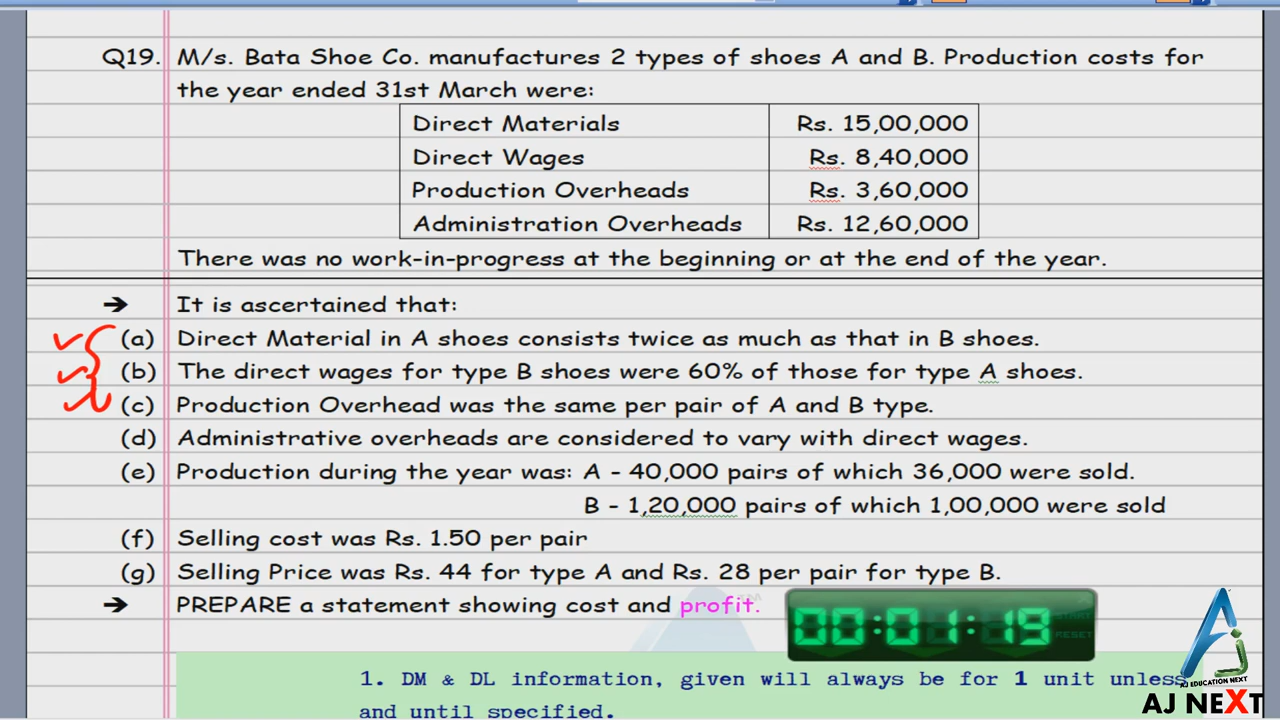 Q19. M/s. Bata Shoe Co. manufactures 2 types of shoes A and B. Production costs for
the year ended 31st March were:
Direct Materials Rs. 15,00,000
Direct Wages Rs. 8,40,000
Production Overheads Rs. 3,60,000
Administration Overheads Rs. 12,60,000
There was no work-in-progress at the beginning or at the end of the year.
➔ It is ascertained that:
(a) Direct Material in A shoes consists twice as much as that in B shoes.
(b) The direct wages for type B shoes were 60% of those for type A shoes.
(c) Production Overhead was the same per pair of A and B type.
(d) Administrative overheads are considered to vary with direct wages.
(e) Production during the year was: A - 40,000 pairs of which 36,000 were sold.
B - 1,20,000 pairs of which 1,00,000 were sold
(f) Selling cost was Rs. 1.50 per pair
(g) Selling Price was Rs. 44 for type A and Rs. 28 per pair for type B.
➔ PREPARE a statement showing cost and profit.
00:01:19
RESET
1. DM & DL information, given will always be for 1 unit unless
and until specified.
AJ EDUCATION NEXT
AJ NEXT